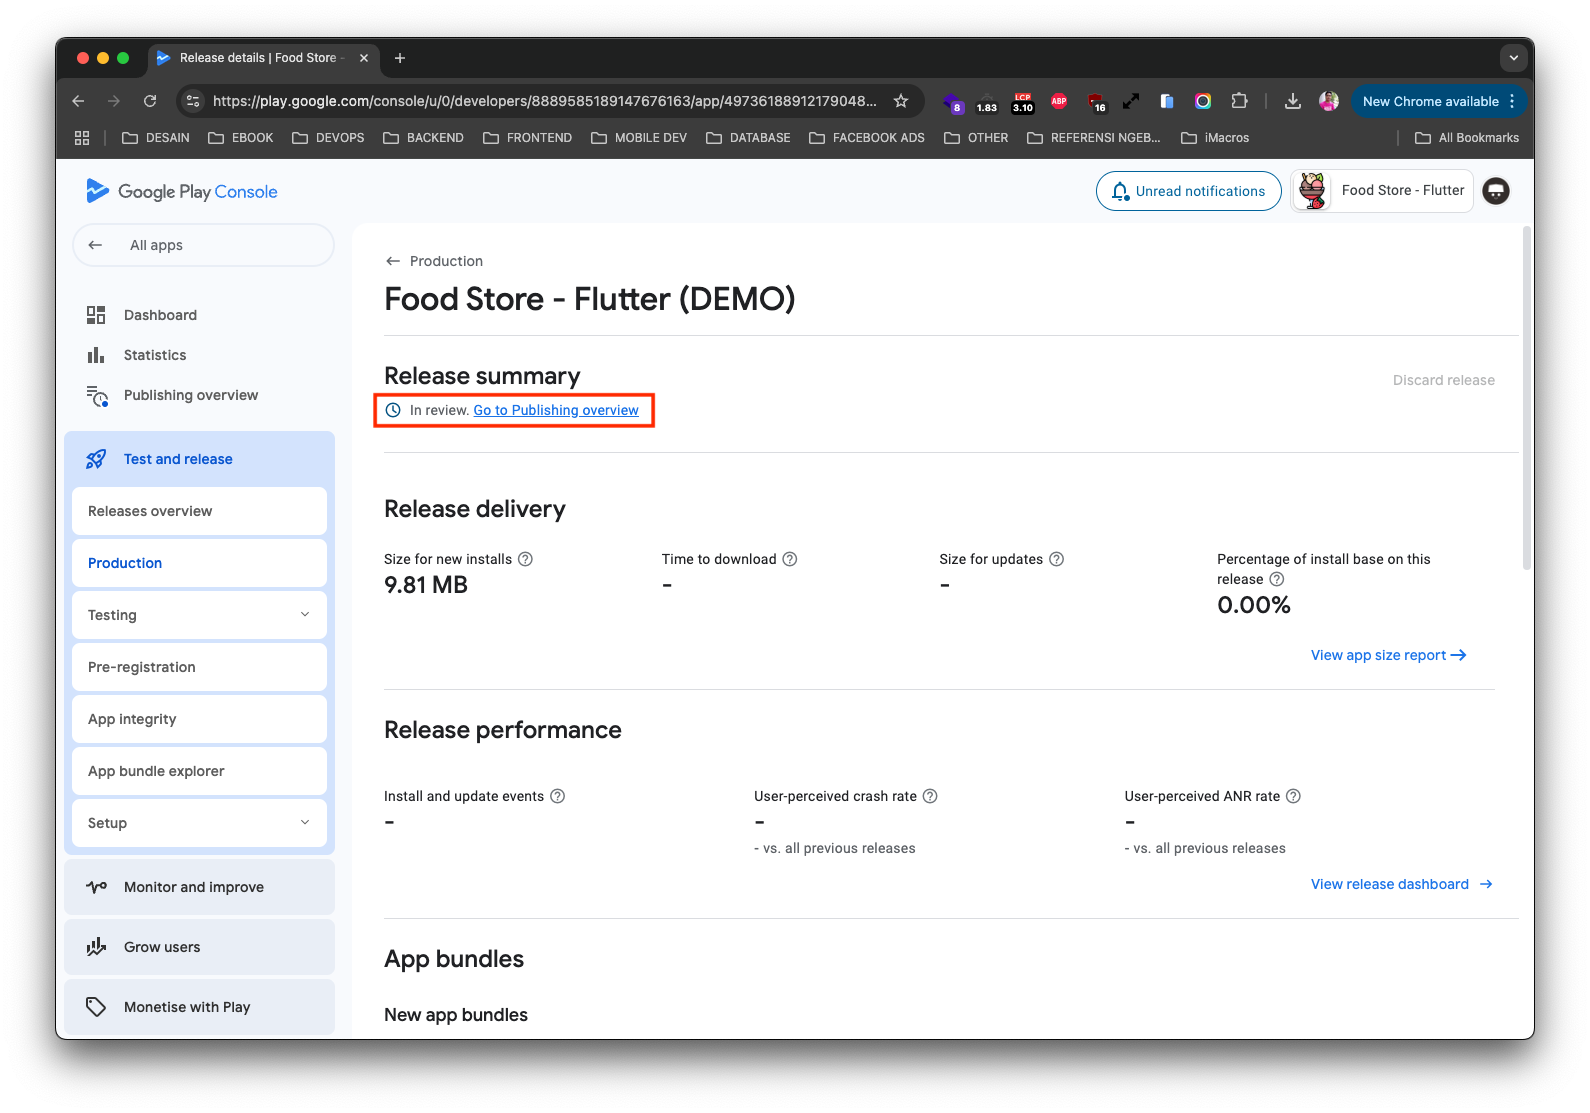 Release details | Food Store -
https://play.google.com/console/u/0/developers/8889585189147676163/app/49736188912179048...
8
1.83
LCP
3.10
ABP
16
New Chrome available
DESAIN
EBOOK
DEVOPS
BACKEND
FRONTEND
MOBILE DEV
DATABASE
FACEBOOK ADS
OTHER
REFERENSI NGEB...
iMacros
All Bookmarks
Google Play Console
Unread notifications
Food Store - Flutter
All apps
Dashboard
Statistics
Publishing overview
Test and release
Releases overview
Production
Testing
Pre-registration
App integrity
App bundle explorer
Setup
Monitor and improve
Grow users
Monetise with Play
Production
Food Store - Flutter (DEMO)
Release summary
Discard release
In review. Go to Publishing overview
Release delivery
Size for new installs
9.81 MB
Time to download
-
Size for updates
-
Percentage of install base on this
release
0.00%
View app size report
Release performance
Install and update events
-
User-perceived crash rate
-
- vs. all previous releases
User-perceived ANR rate
-
- vs. all previous releases
View release dashboard
App bundles
New app bundles